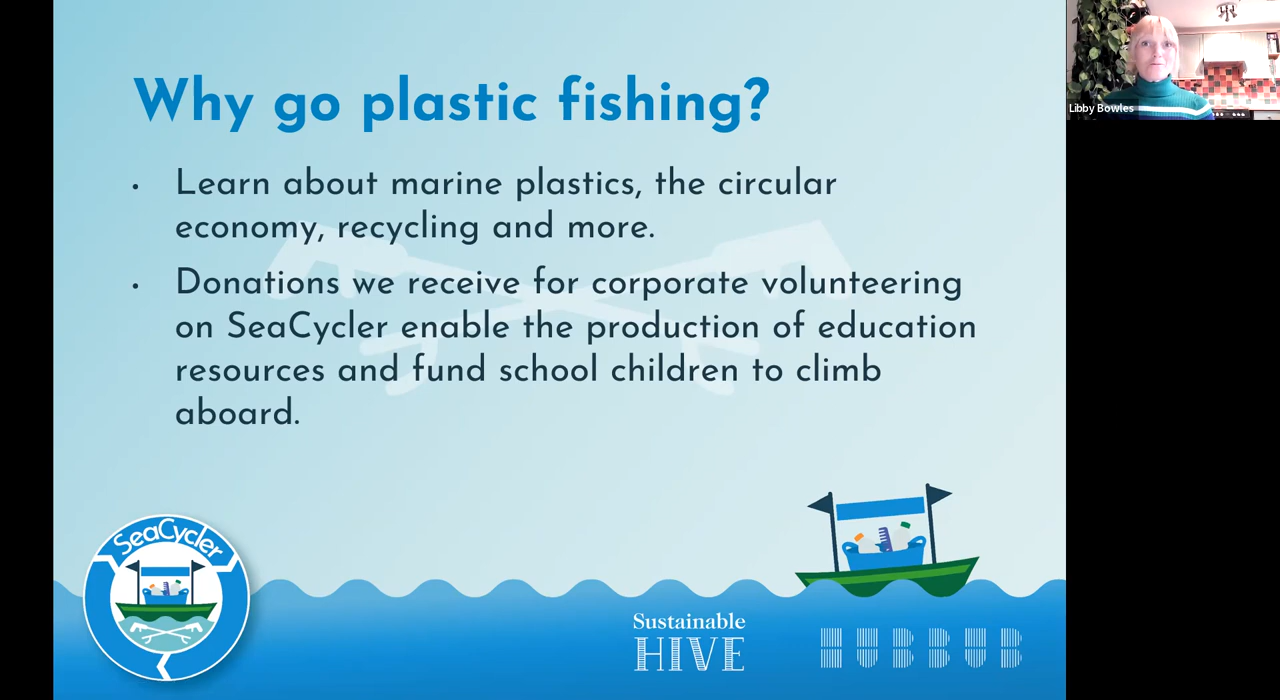 Why go plastic fishing?
• Learn about marine plastics, the circular
economy, recycling and more.
• Donations we receive for corporate volunteering
on SeaCycler enable the production of education
resources and fund school children to climb
aboard.
SeaCycler
Sustainable
HIVE
HUBBUB
Libby Bowles